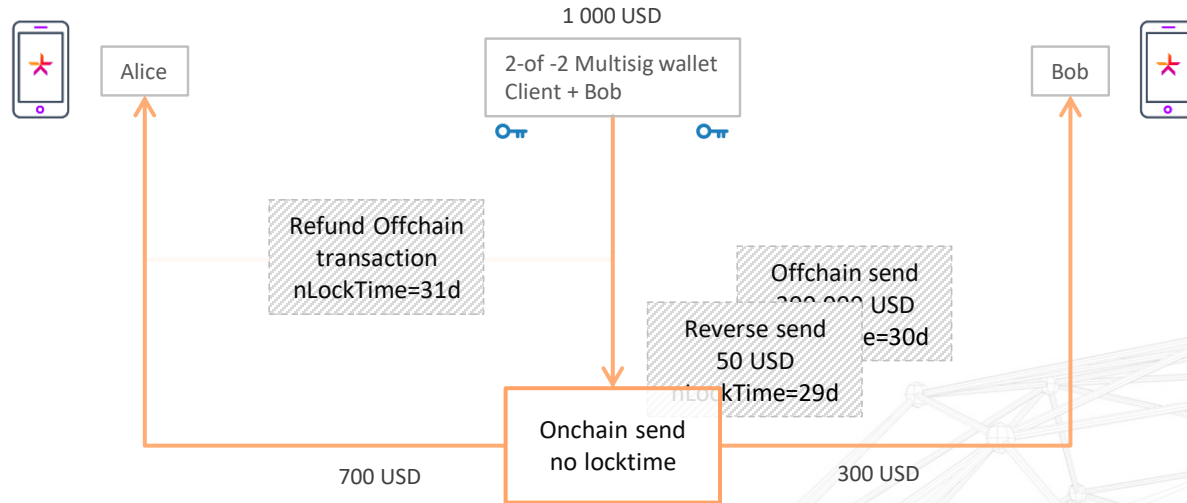 1 000 USD
Alice
2-of -2 Multisig wallet
Client + Bob
Bob
Refund Offchain
transaction
nLockTime=31d
Offchain send
USD
e=30d
Reverse send
50 USD
nLockTime=29d
Onchain send
no locktime
700 USD
300 USD